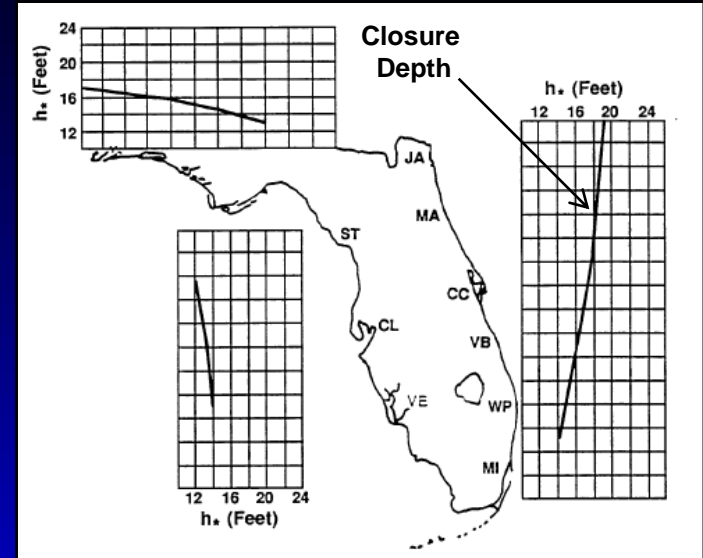 24
20
16
12
h* (Feet)
Closure
Depth
h* (Feet)
12 16 20 24
JA
MA
ST
CC
CL
VB
VE
WP
MI
12 16 20 24
h* (Feet)